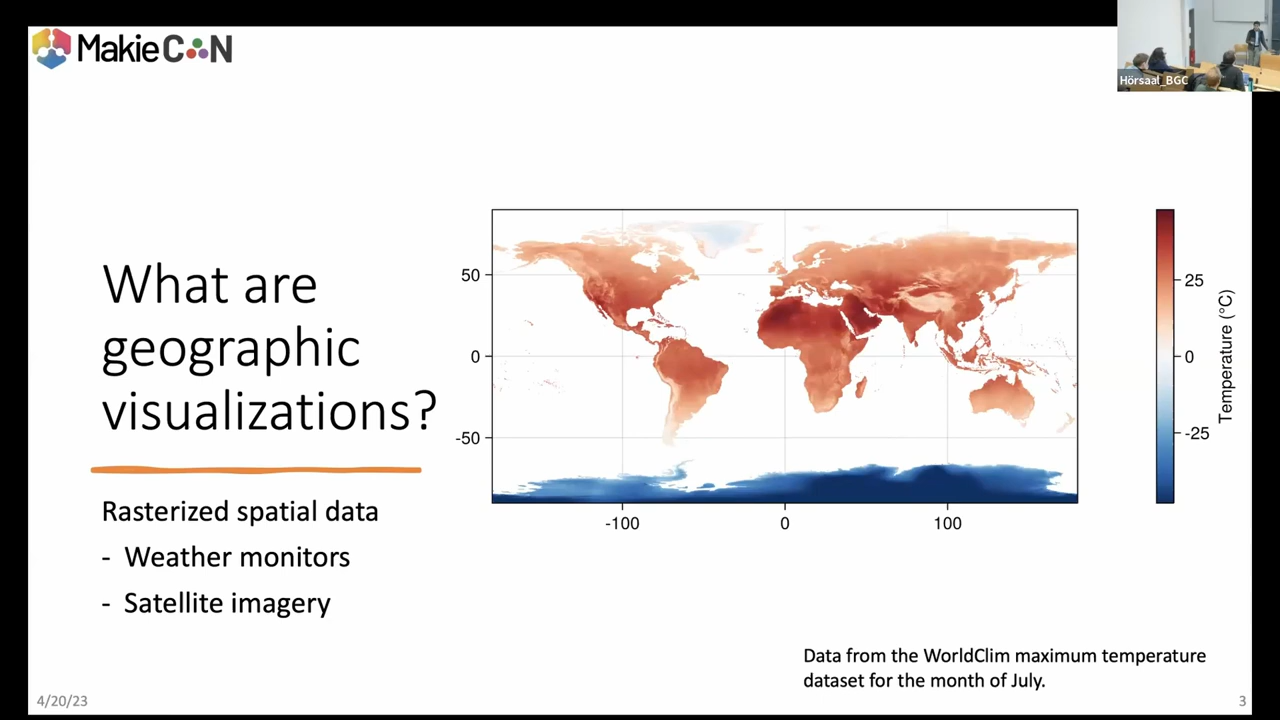 MakieCON
Hörsaal_BGC
What are
geographic
visualizations?
Rasterized spatial data
- Weather monitors
- Satellite imagery
50
0
-50
-100
0
100
25
0
-25
Temperature (°C)
Data from the WorldClim maximum temperature
dataset for the month of July.
4/20/23
3